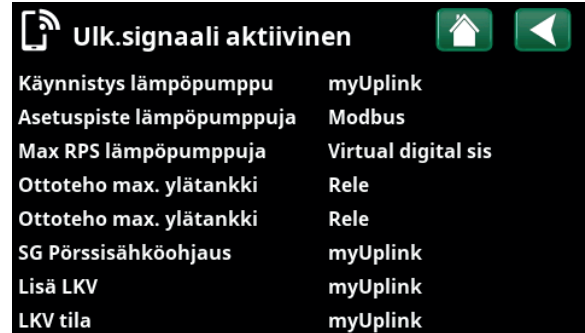 Ulk.signaali aktiivinen
Käynnistys lämpöpumppu myUplink
Asetuspiste lämpöpumppuja Modbus
Max RPS lämpöpumppuja Virtual digital sis
Ottoteho max. ylätankki Rele
Ottoteho max. ylätankki Rele
SG Pörssisähköohjaus myUplink
Lisä LKV myUplink
LKV tila myUplink